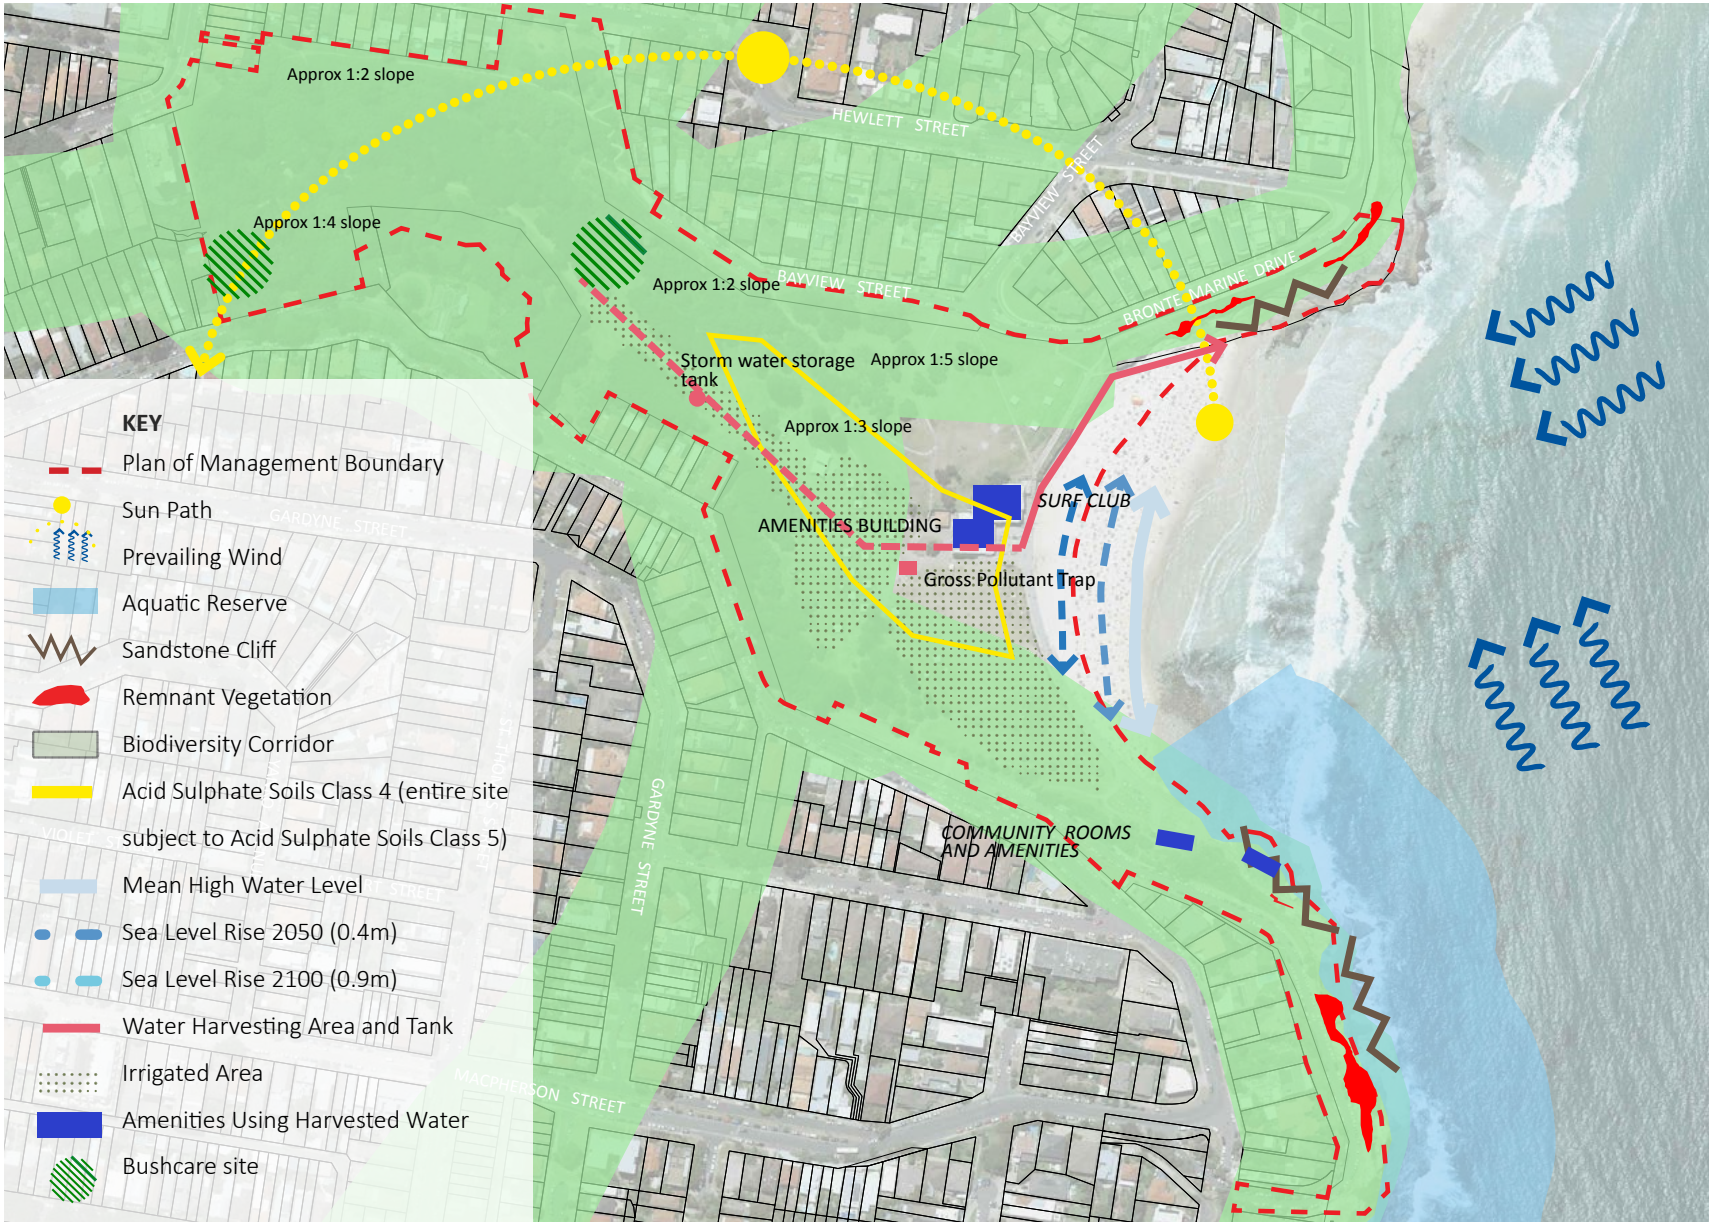 Approx 1:2 slope
HEWLETT STREET
BAYVIEW STREET
Approx 1:4 slope
Approx 1:2 slope
BAYVIEW STREET
BRONTE MARINE DRIVE
Storm water storage
tank
Approx 1:5 slope
Approx 1:3 slope
SURF CLUB
AMENITIES BUILDING
Gross Pollutant Trap
COMMUNITY ROOMS
AND AMENITIES
GARDYNE STREET
MACPHERSON STREET
GARDYNE STREET
KEY
Plan of Management Boundary
Sun Path
Prevailing Wind
Aquatic Reserve
Sandstone Cliff
Remnant Vegetation
Biodiversity Corridor
Acid Sulphate Soils Class 4 (entire site
subject to Acid Sulphate Soils Class 5)
Mean High Water Level
Sea Level Rise 2050 (0.4m)
Sea Level Rise 2100 (0.9m)
Water Harvesting Area and Tank
Irrigated Area
Amenities Using Harvested Water
Bushcare site